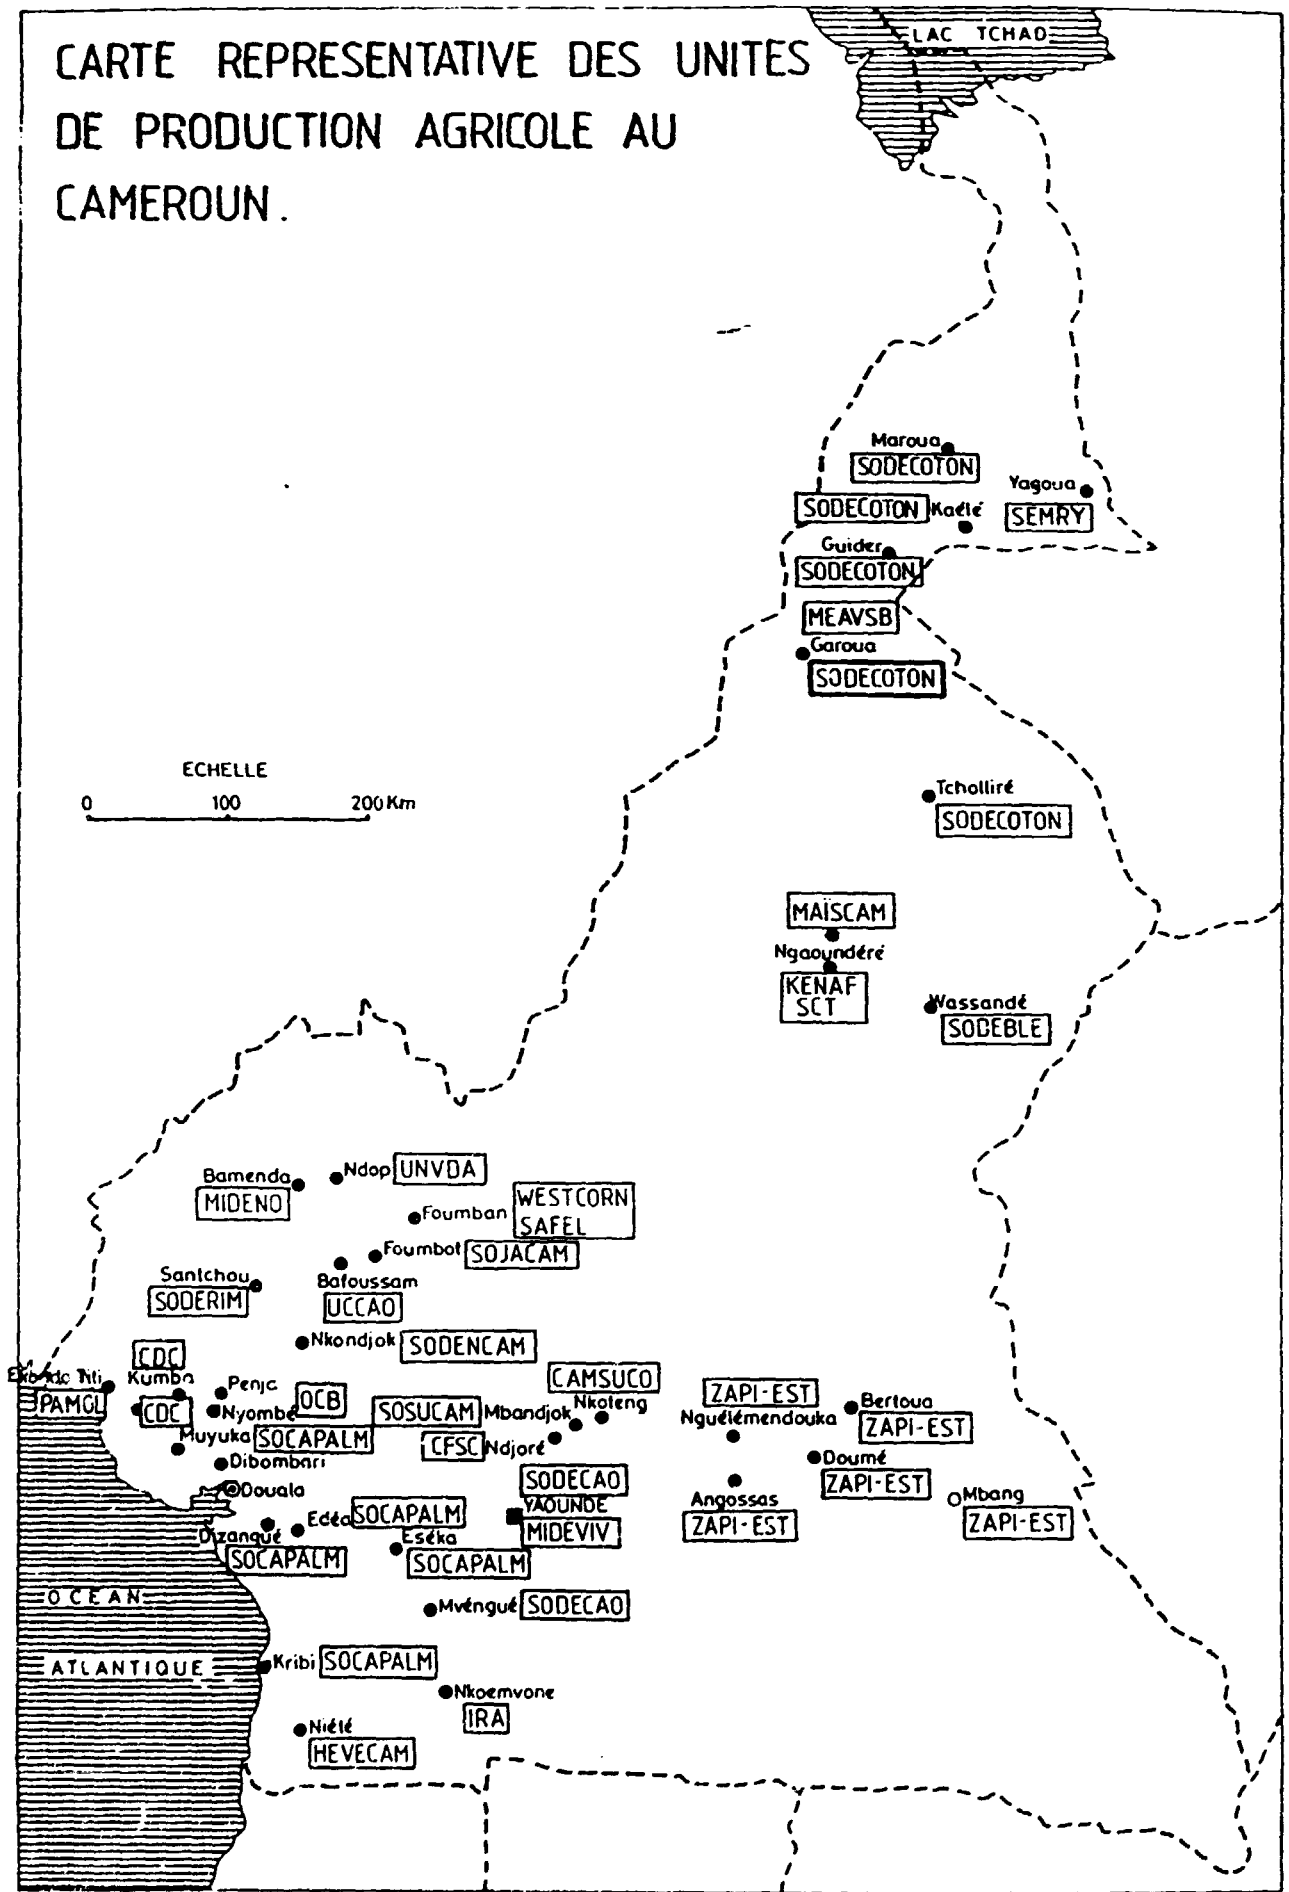 CARTE REPRESENTATIVE DES UNITES
DE PRODUCTION AGRICOLE AU
CAMEROUN.
LAC TCHAD
Maroua
SODECOTON
Yagoua
SEMRY
SODECOTON Kaélé
Guider
SODECOTON
MEAVSB
Garoua
SODECOTON
ECHELLE
0 100 200 Km
Tcholliré
SODECOTON
MAÏSCAM
Ngaoundéré
KENAF
SCT
Wassandé
SODEBLE
Ndop UNVDA
Bamenda
MIDENO
WESTCORN
SAFEL
Foumban
Foumbot SOJACAM
Santchou
SODERIM
Bafoussam
UCCAO
Nkondjok SODENCAM
CDC
Kumba
PAMOL
CDC
Penja
Nyombé
OCB
CAMSUCO
Nkoteng
SOSUCAM Mbandjok
CFSC Ndjoré
Muyuka SOCAPALM
Dibombari
Douala
ZAPI-EST
Nguélémendouka
Bertoua
ZAPI-EST
Doumé
ZAPI-EST
Angossas
ZAPI-EST
Mbang
ZAPI-EST
SODECAO
YAOUNDE
MIDEVIV
Edéa SOCAPALM
Dizangué
SOCAPALM
Eséka
SOCAPALM
Mvéngué SODECAO
OCEAN
ATLANTIQUE
Kribi SOCAPALM
Nkoemvone
IRA
Niété
HEVECAM